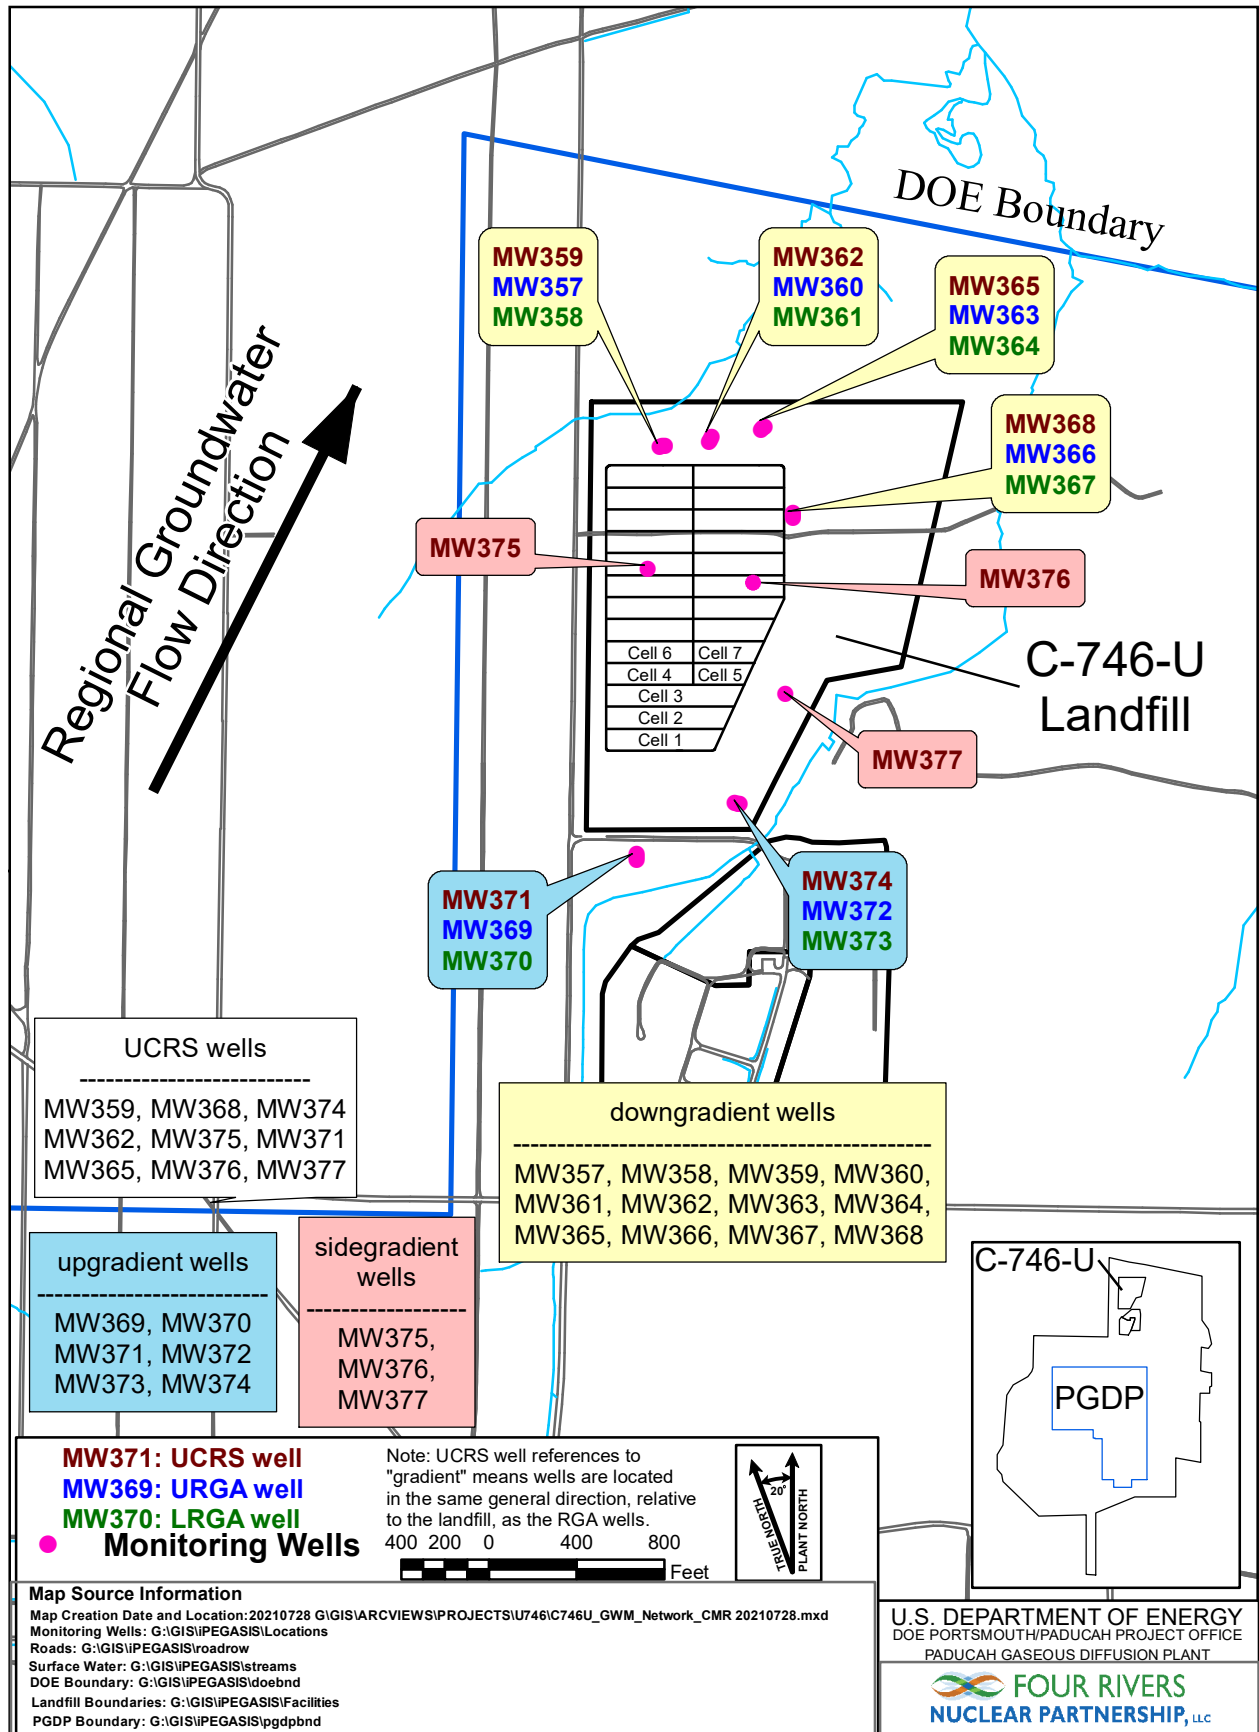 DOE Boundary
MW359
MW357
MW358
MW362
MW360
MW361
MW365
MW363
MW364
MW368
MW366
MW367
Regional Groundwater
Flow Direction
MW375
MW376
Cell 6
Cell 7
Cell 4
Cell 5
Cell 3
Cell 2
Cell 1
C-746-U
Landfill
MW377
MW371
MW369
MW370
MW374
MW372
MW373
UCRS wells
----------------------------
MW359, MW368, MW374
MW362, MW375, MW371
MW365, MW376, MW377
downgradient wells
--------------------------------------------------
MW357, MW358, MW359, MW360,
MW361, MW362, MW363, MW364,
MW365, MW366, MW367, MW368
upgradient wells
----------------------------
MW369, MW370
MW371, MW372
MW373, MW374
sidegradient
wells
-------------------
MW375,
MW376,
MW377
C-746-U
PGDP
MW371: UCRS well
MW369: URGA well
MW370: LRGA well
Monitoring Wells
Note: UCRS well references to
"gradient" means wells are located
in the same general direction, relative
to the landfill, as the RGA wells.
400 200 0 400 800
Feet
20°
TRUE NORTH
PLANT NORTH
Map Source Information
Map Creation Date and Location:20210728 G\GIS\ARCVIEWS\PROJECTS\U746\C746U_GWM_Network_CMR 20210728.mxd
Monitoring Wells: G:\GIS\iPEGASIS\Locations
Roads: G:\GIS\iPEGASIS\roadrow
Surface Water: G:\GIS\iPEGASIS\streams
DOE Boundary: G:\GIS\iPEGASIS\doebnd
Landfill Boundaries: G:\GIS\iPEGASIS\Facilities
PGDP Boundary: G:\GIS\iPEGASIS\pgdpbnd
U.S. DEPARTMENT OF ENERGY
DOE PORTSMOUTH/PADUCAH PROJECT OFFICE
PADUCAH GASEOUS DIFFUSION PLANT
FOUR RIVERS
NUCLEAR PARTNERSHIP, LLC